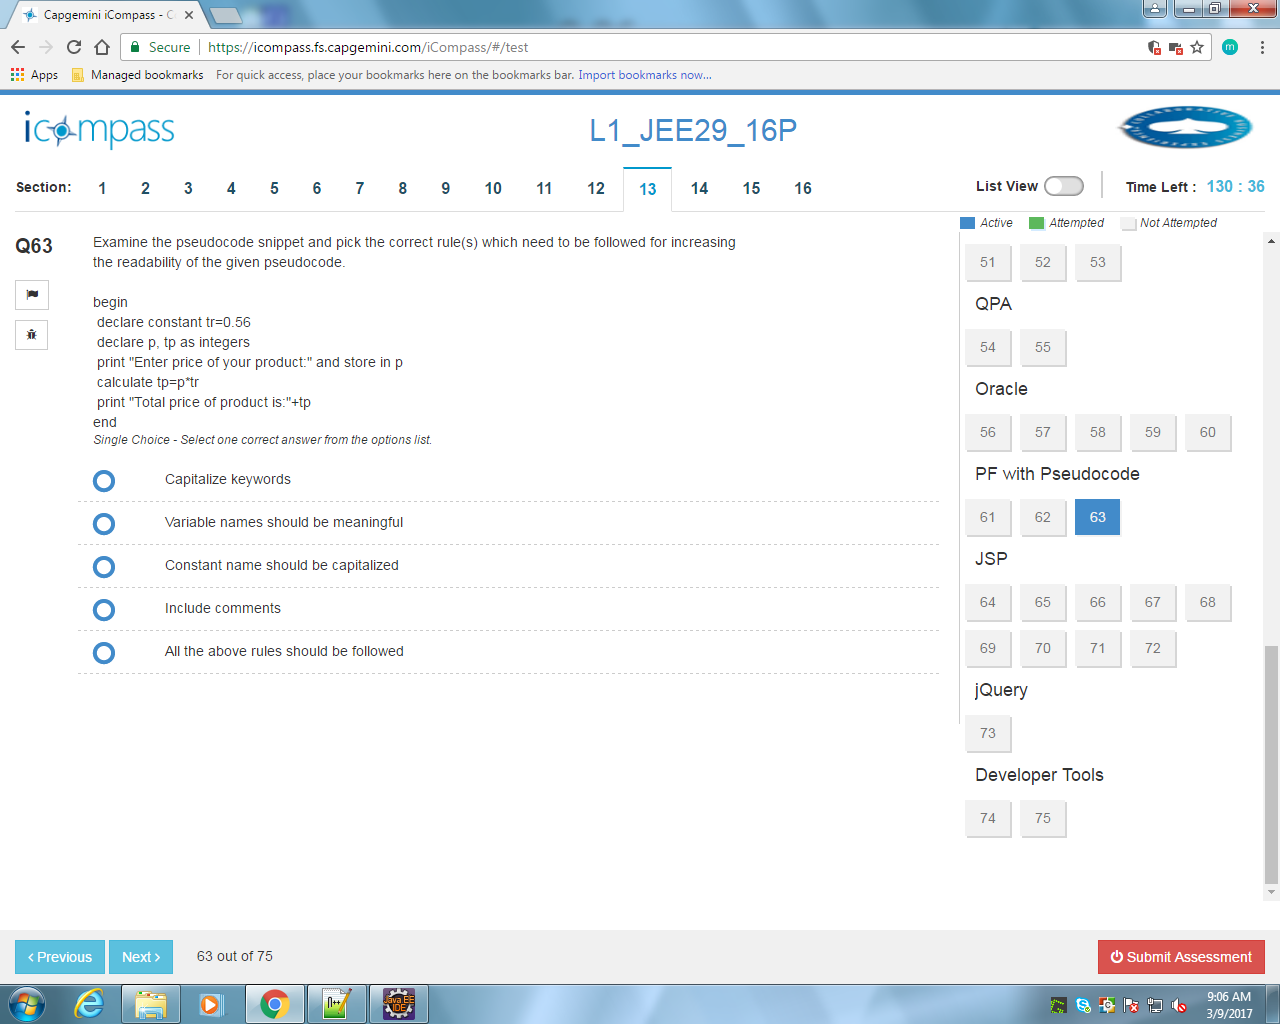 Capgemini iCompass - C
Secure
https://icompass.fs.capgemini.com/iCompass/#/test
m
Apps
Managed bookmarks
For quick access, place your bookmarks here on the bookmarks bar. Import bookmarks now...
icompass
L1_JEE29_16P
Section: 1 2 3 4 5 6 7 8 9 10 11 12 13 14 15 16
List View
Time Left : 130 : 36
Active Attempted Not Attempted
Q63
Examine the pseudocode snippet and pick the correct rule(s) which need to be followed for increasing
the readability of the given pseudocode.
begin
declare constant tr=0.56
declare p, tp as integers
print "Enter price of your product:" and store in p
calculate tp=p*tr
print "Total price of product is:"+tp
end
Single Choice - Select one correct answer from the options list.
Capitalize keywords
Variable names should be meaningful
Constant name should be capitalized
Include comments
All the above rules should be followed
51 52 53
QPA
54 55
Oracle
56 57 58 59 60
PF with Pseudocode
61 62 63
JSP
64 65 66 67 68
69 70 71 72
jQuery
73
Developer Tools
74 75
‹ Previous
Next ›
63 out of 75
Submit Assessment
Java EE
IDE
9:06 AM
3/9/2017